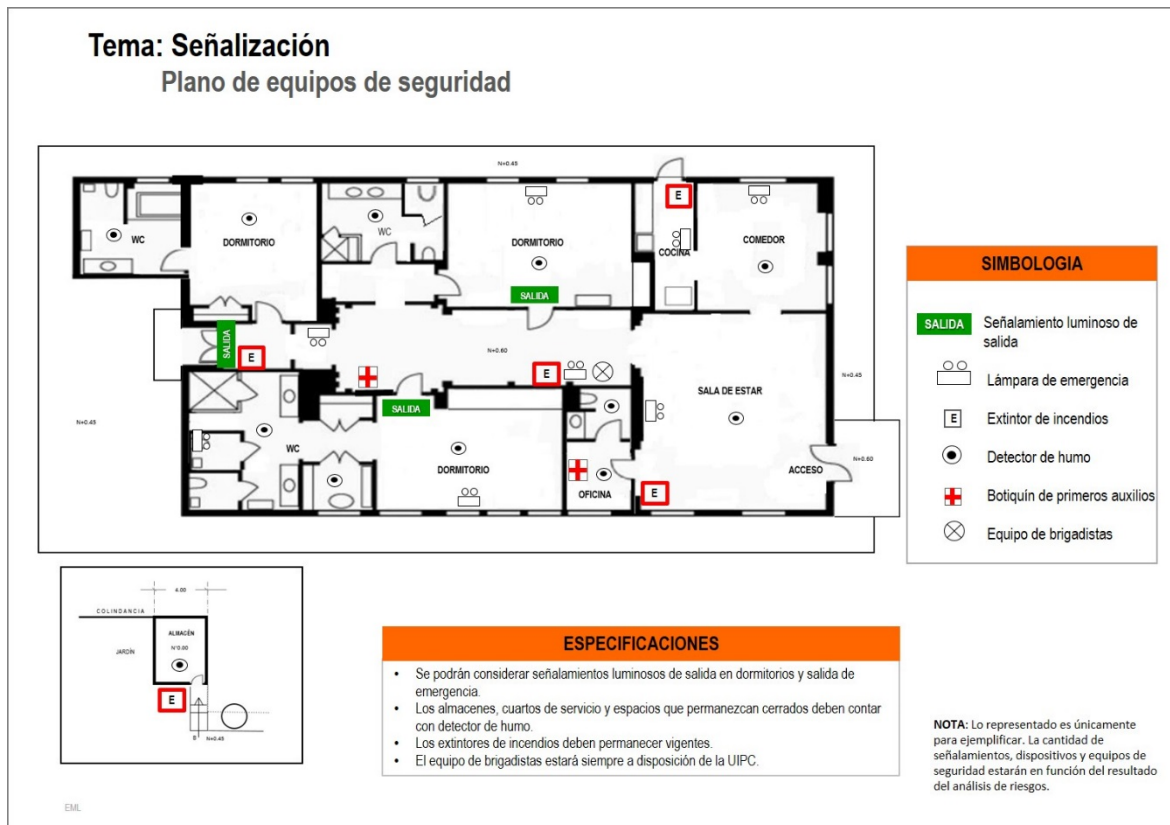 Tema: Señalización
Plano de equipos de seguridad
N+0.45
WC
DORMITORIO
WC
DORMITORIO
SALIDA
E
COCINA
COMEDOR
SALIDA
E
N+0.60
E
SALA DE ESTAR
N+0.45
N+0.45
SALIDA
WC
DORMITORIO
OFICINA
E
ACCESO
N+0.60
SIMBOLOGIA
SALIDA
Señalamiento luminoso de
salida
Lámpara de emergencia
E
Extintor de incendios
Detector de humo
Botiquín de primeros auxilios
Equipo de brigadistas
4.00
COLINDANCIA
ALMACÉN
JARDÍN
E
N+0.45
ESPECIFICACIONES
• Se podrán considerar señalamientos luminosos de salida en dormitorios y salida de
emergencia.
• Los almacenes, cuartos de servicio y espacios que permanezcan cerrados deben contar
con detector de humo.
• Los extintores de incendios deben permanecer vigentes.
• El equipo de brigadistas estará siempre a disposición de la UIPC.
NOTA: Lo representado es únicamente
para ejemplificar. La cantidad de
señalamientos, dispositivos y equipos de
seguridad estarán en función del resultado
del análisis de riesgos.
EML